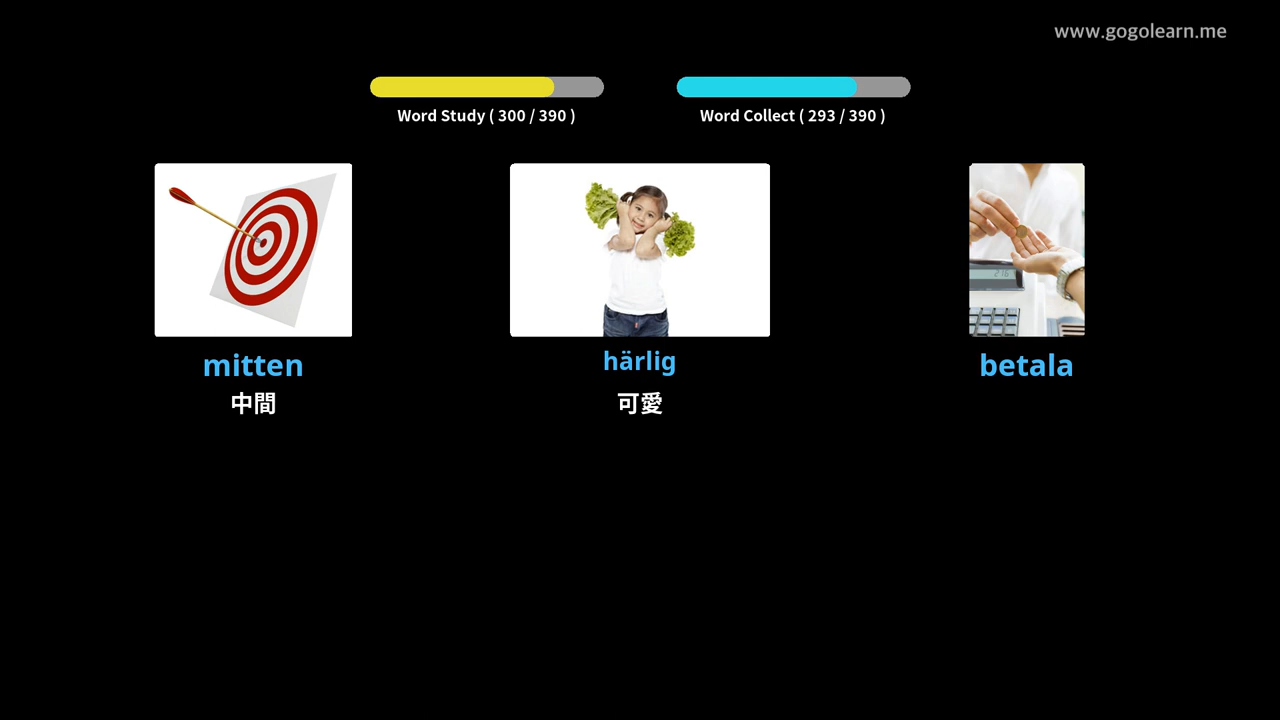 www.gogolearn.me
Word Study ( 300 / 390 )
Word Collect ( 293 / 390 )
mitten
中間
härlig
可愛
betala